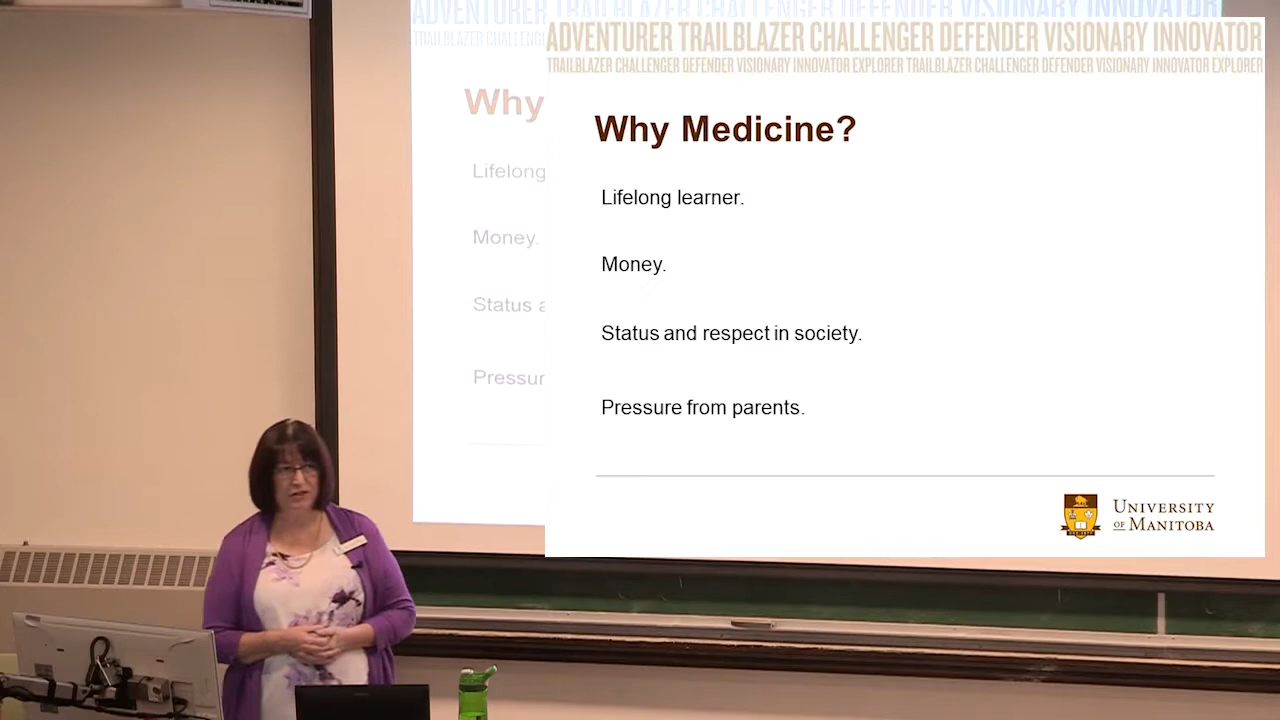 ADVENTURER TRAILBLAZER CHALLENGER DEFENDER VISIONARY INNOVATOR
TRAILBLAZER CHALLENG
ADVENTURER TRAILBLAZER CHALLENGER DEFENDER VISIONARY INNOVATOR
TRAILBLAZER CHALLENGER DEFENDER VISIONARY INNOVATOR EXPLORER TRAILBLAZER CHALLENGER DEFENDER VISIONARY INNOVATOR EXPLORER
Why
Lifelong
Money.
Status a
Pressur
Why Medicine?
Lifelong learner.
Money.
Status and respect in society.
Pressure from parents.
UNIVERSITY
OF MANITOBA